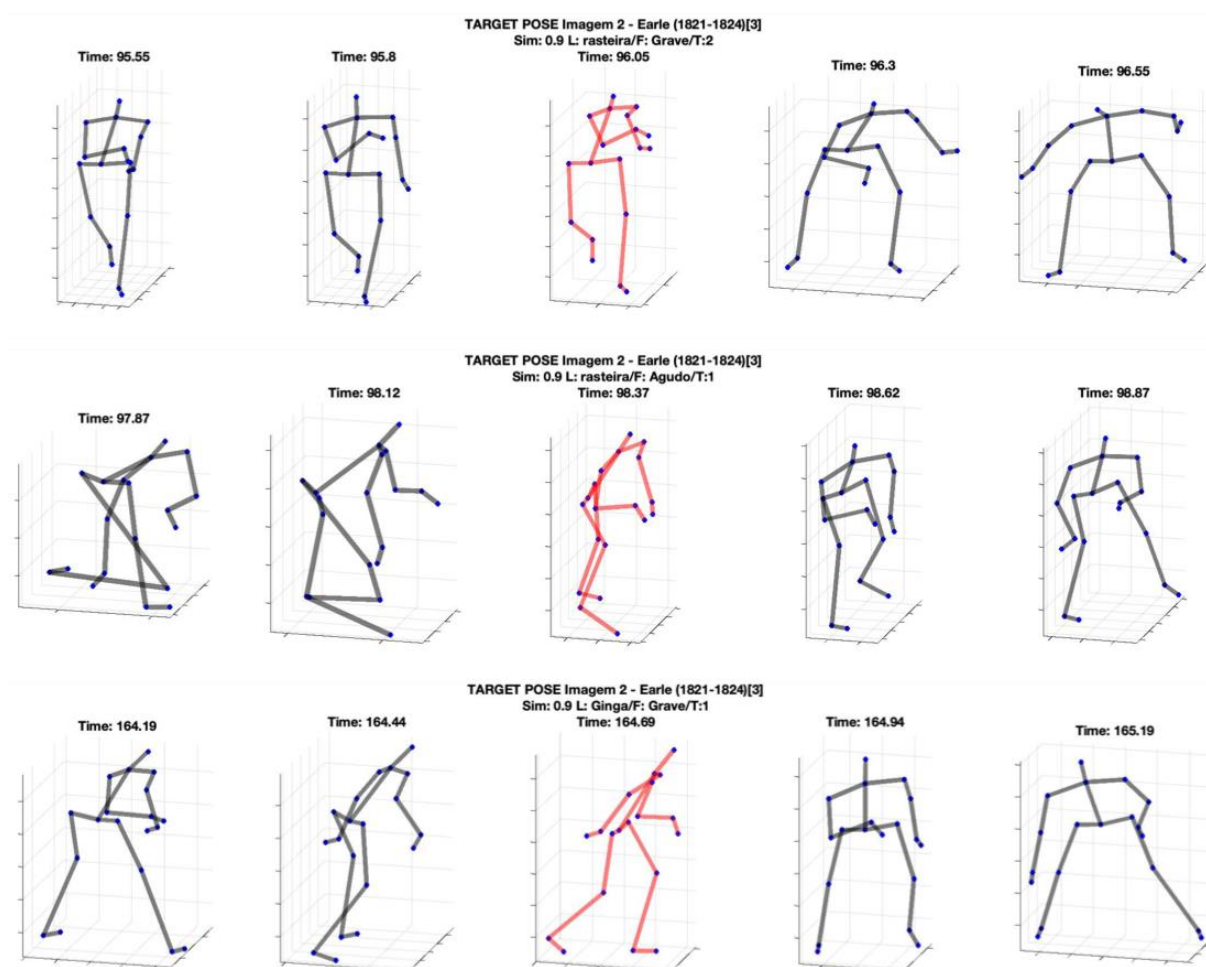 TARGET POSE Imagem 2 - Earle (1821-1824)[3]
Sim: 0.9 L: rasteira/F: Grave/T:2
Time: 95.55
Time: 95.8
Time: 96.05
Time: 96.3
Time: 96.55
TARGET POSE Imagem 2 - Earle (1821-1824)[3]
Sim: 0.9 L: rasteira/F: Agudo/T:1
Time: 97.87
Time: 98.12
Time: 98.37
Time: 98.62
Time: 98.87
TARGET POSE Imagem 2 - Earle (1821-1824)[3]
Sim: 0.9 L: Ginga/F: Grave/T:1
Time: 164.19
Time: 164.44
Time: 164.69
Time: 164.94
Time: 165.19